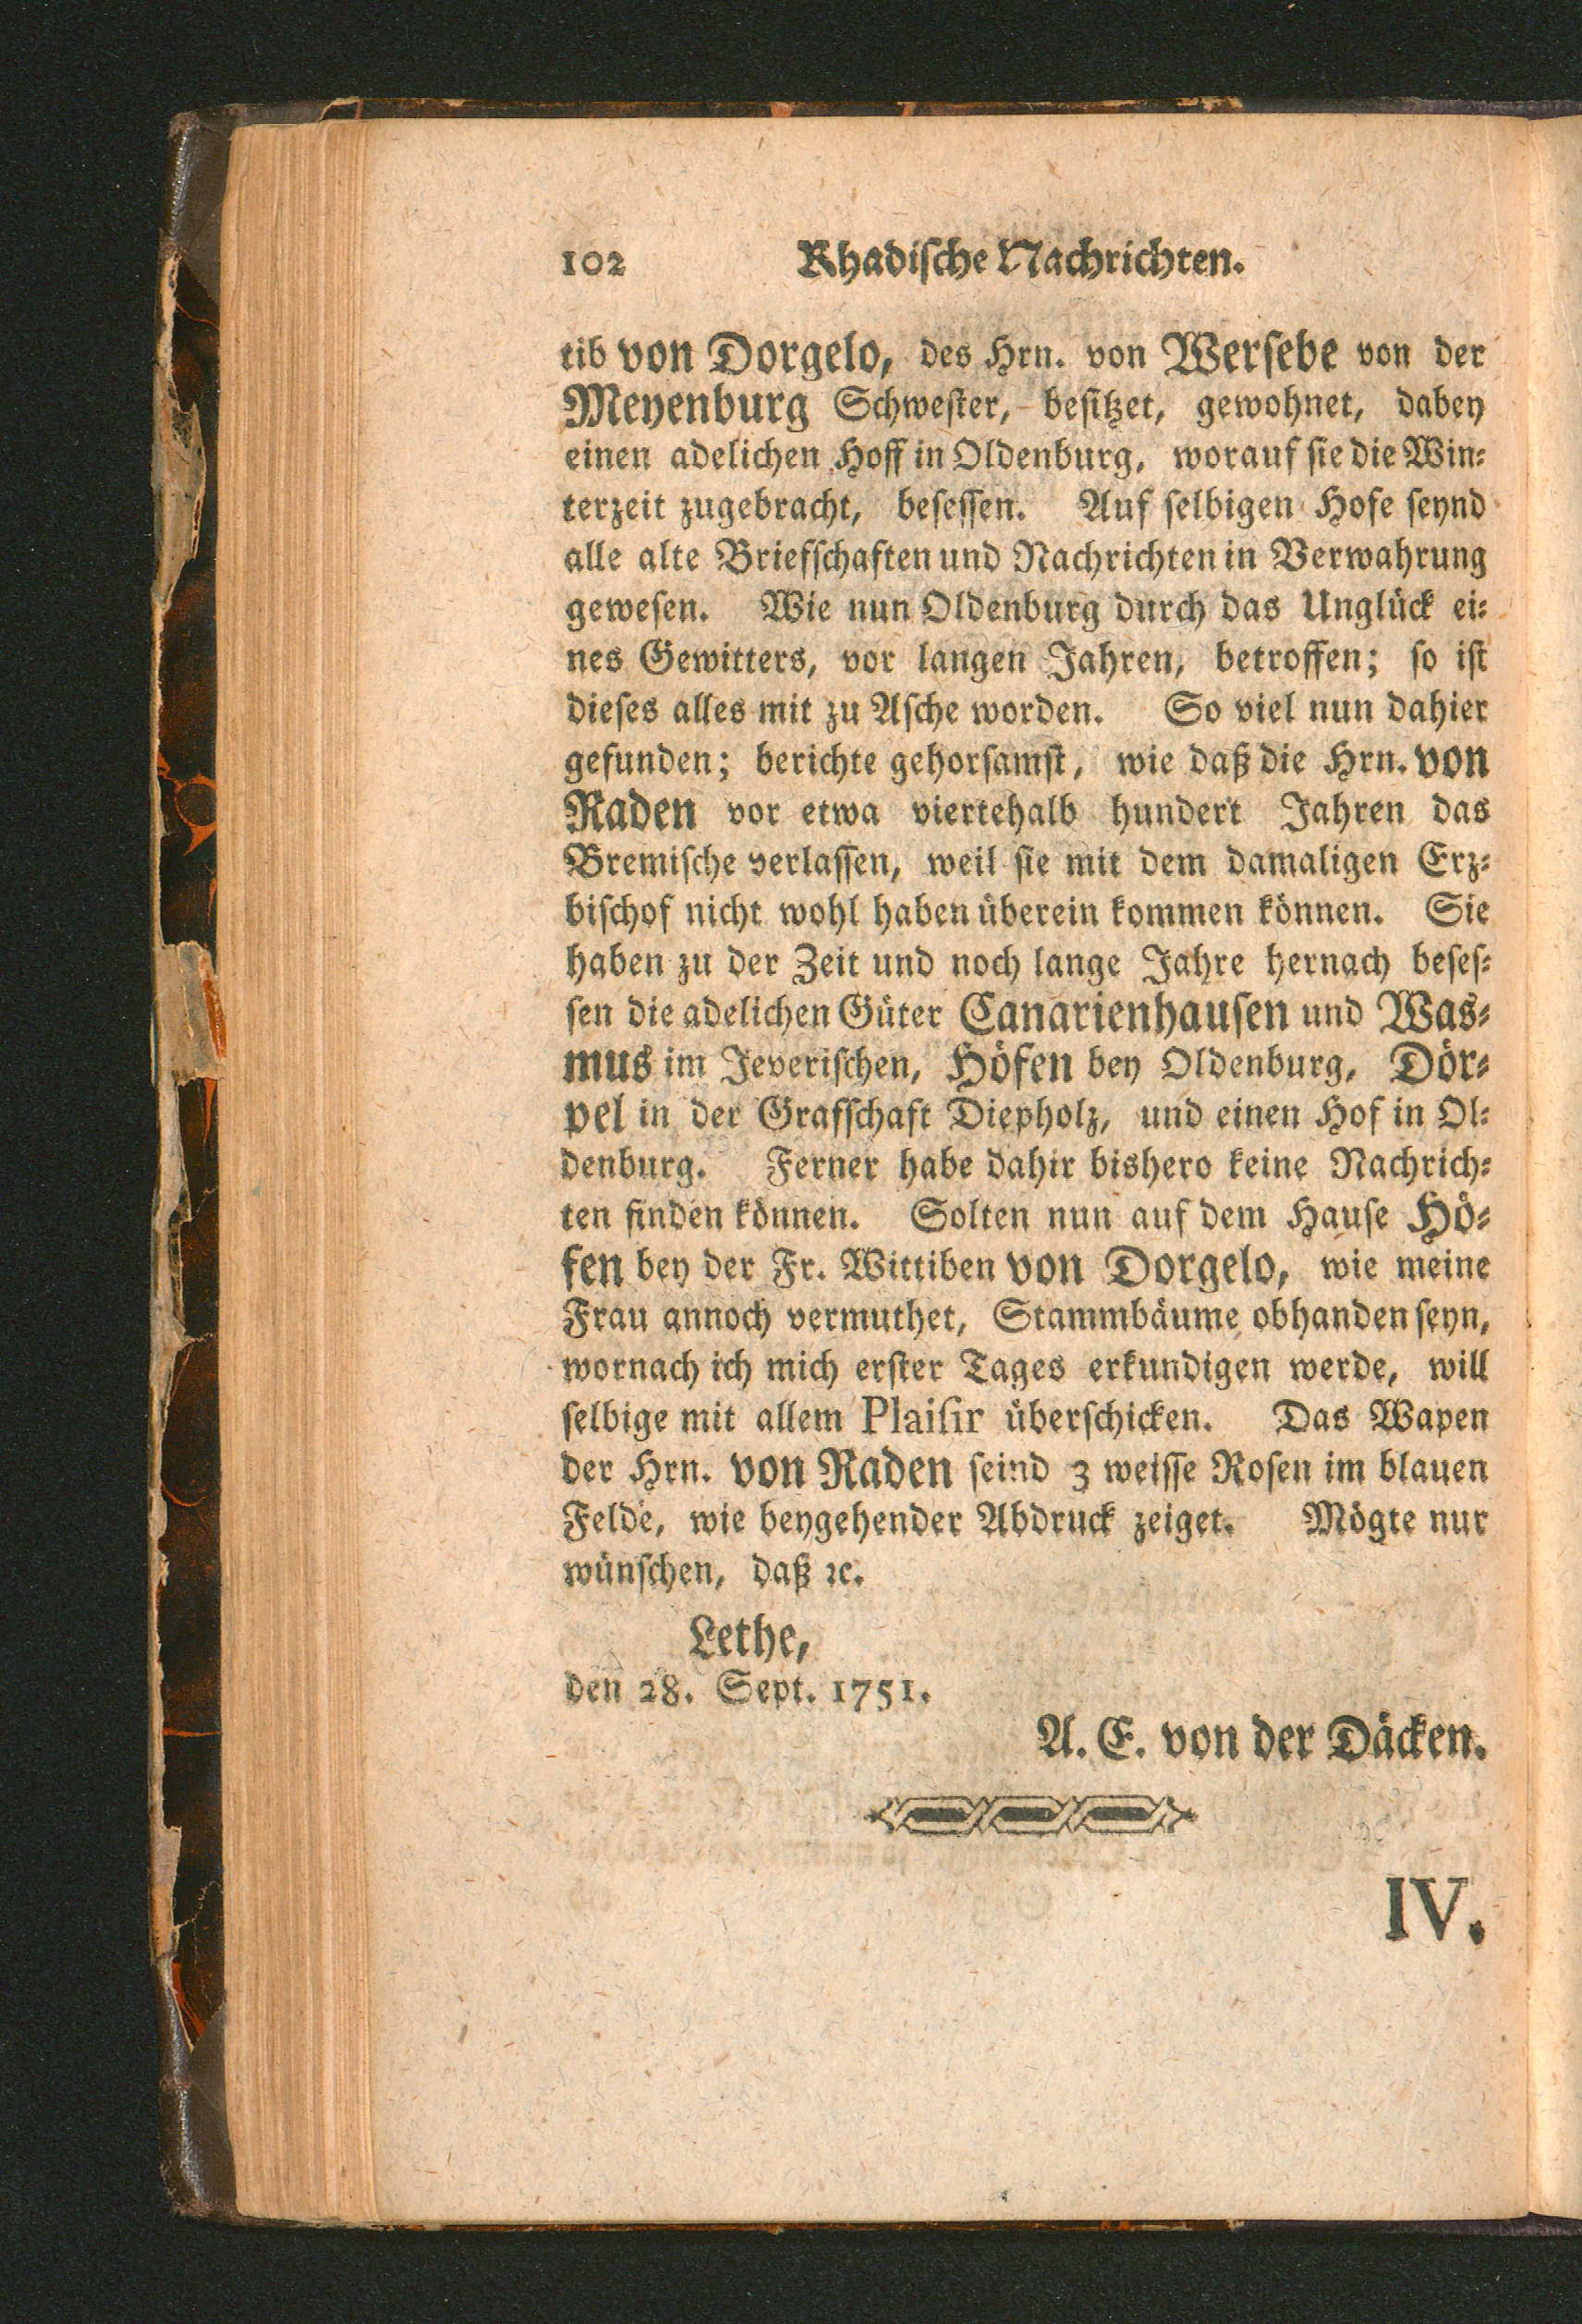 102 Rhadische Nachrichten.
tib von Dorgelo, des Hrn. von Wersebe von der
Meyenburg Schwester, besitzet, gewohnet, dabey
einen adelichen Hoff in Oldenburg, worauf sie die Win-
terzeit zugebracht, besessen. Auf selbigen Hofe seynd
alle alte Briefschaften und Nachrichten in Verwahrung
gewesen. Wie nun Oldenburg durch das Unglück ei-
nes Gewitters, vor langen Jahren, betroffen; so ist
dieses alles mit zu Asche worden. So viel nun dahier
gefunden; berichte gehorsamst, wie daß die Hrn. von
Raden vor etwa viertehalb hundert Jahren das
Bremische verlassen, weil sie mit dem damaligen Erz-
bischof nicht wohl haben überein kommen können. Sie
haben zu der Zeit und noch lange Jahre hernach beses-
sen die adelichen Güter Canarienhausen und Was-
mus im Jeverischen, Höfen bey Oldenburg, Dör-
pel in der Grafschaft Diepholz, und einen Hof in Ol-
denburg. Ferner habe dahir bishero keine Nachrich-
ten finden können. Solten nun auf dem Hause Hö-
fen bey der Fr. Wittiben von Dorgelo, wie meine
Frau annoch vermuthet, Stammbäume obhanden seyn,
wornach ich mich erster Tages erkundigen werde, will
selbige mit allem Plaisir überschicken. Das Wapen
der Hrn. von Raden seind 3 weisse Rosen im blauen
Felde, wie beygehender Abdruck zeiget. Mögte nur
wünschen, daß ꝛc.
Lethe,
den 28. Sept. 1751.
A. E. von der Däcken.
IV.